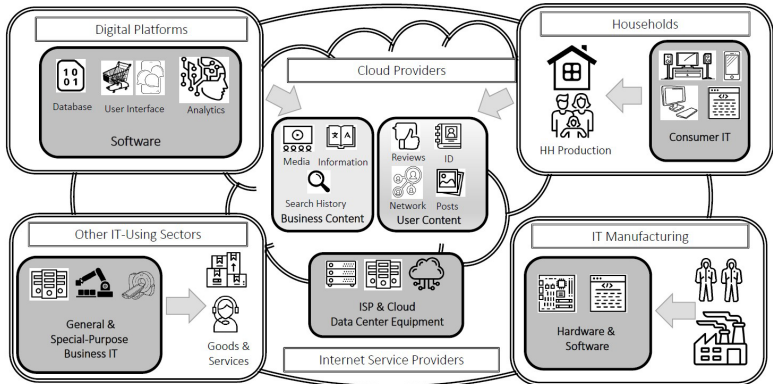 Digital Platforms
10
01
Database
User Interface
Analytics
Software
Cloud Providers
Media
Information
Search History
Business Content
Reviews
ID
Network
Posts
User Content
Households
HH Production
</>
Consumer IT
Other IT-Using Sectors
General &
Special-Purpose
Business IT
Goods &
Services
ISP & Cloud
Data Center Equipment
Internet Service Providers
IT Manufacturing
</>
Hardware &
Software